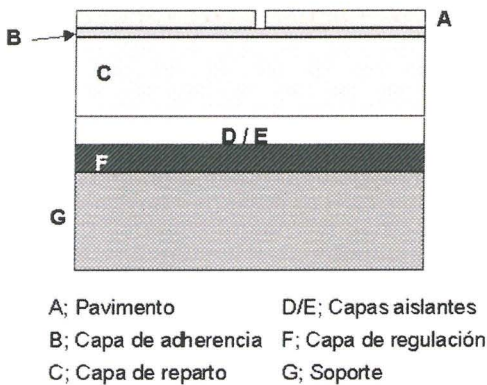 A
B
C
D / E
F
G
A; Pavimento D/E; Capas aislantes
B; Capa de adherencia F; Capa de regulación
C; Capa de reparto G; Soporte